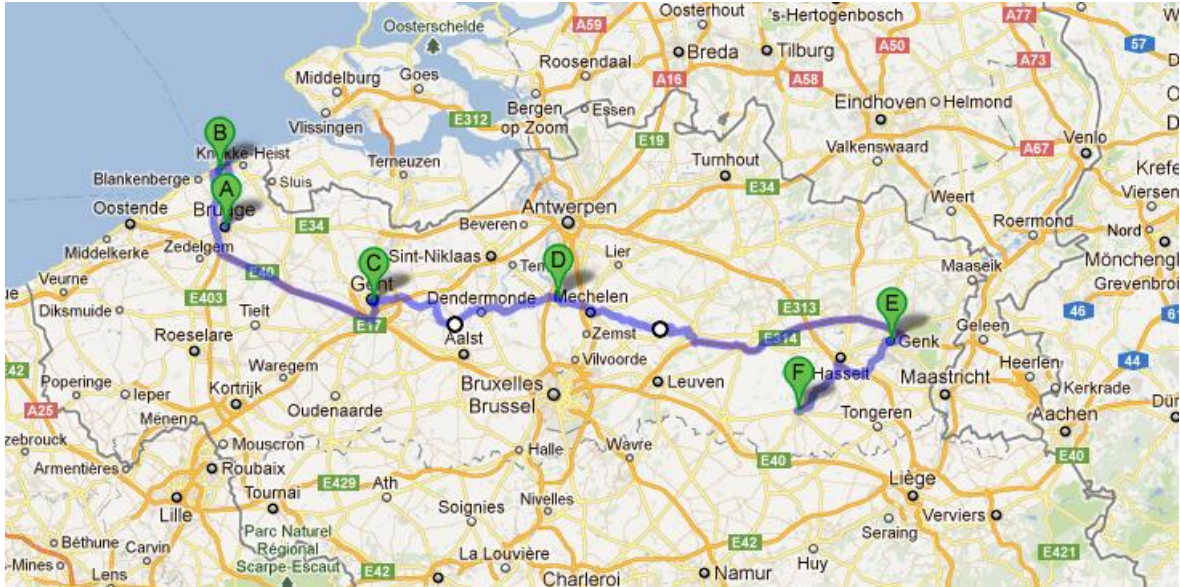 Oosterschelde
A59
Oosterhout
's-Hertogenbosch
A77
57
A50
Breda
Tilburg
Roosendaal
Middelburg
Goes
A16
A58
A73
Eindhoven
Helmond
Vlissingen
E312
Bergen
op Zoom
Essen
B
E19
A67
Venlo
Knokke-Heist
Terneuzen
Turnhout
Valkenswaard
Krefe
Blankenberge
Sluis
A
E34
Weert
Viersen
Oostende
Brugge
Antwerpen
Roermond
Nord
E34
Beveren
Middelkerke
Zedelgem
Sint-Niklaas
Lier
Mönchengl
C
D
Maaseik
Grevenbroi
Veurne
E40
Gent
Dendermonde
Mechelen
E
46
61
Diksmuide
E403
E313
Tielt
E17
Zemst
E314
Genk
Geleen
Roeselare
Aalst
Vilvoorde
F
Hasselt
Heerlen
44
E42
Waregem
Leuven
Maastricht
Kerkrade
Poperinge
Ieper
Kortrijk
Bruxelles
Brussel
A25
Menen
Oudenaarde
Tongeren
Aachen
Mouscron
Halle
Wavre
E40
E40
Armentières
Roubaix
E429
Ath
Liège
Lille
Tournai
Soignies
Nivelles
Seraing
Verviers
Parc Naturel
Régional
Scarpe-Escaut
Béthune
Carvin
La Louvière
E42
Huy
E421
-Mines
Lens
E42
Charleroi
Namur